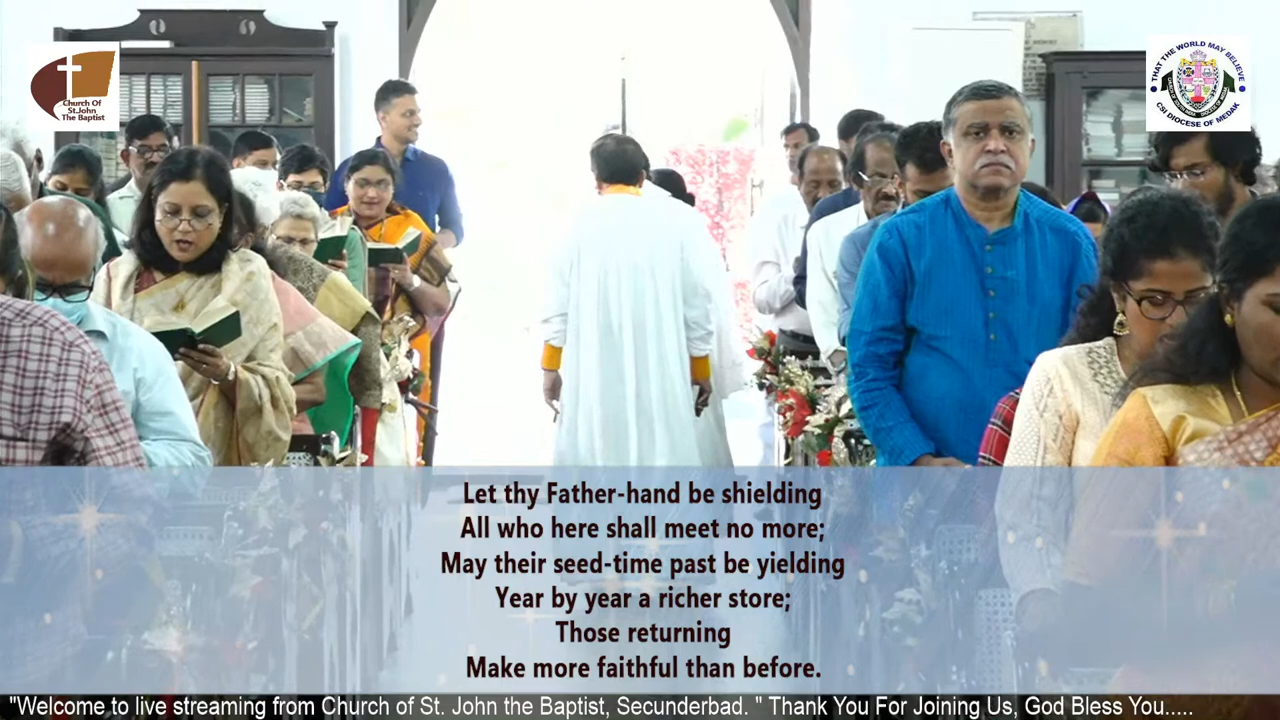 Church Of
St.John
The Baptist
THAT THE WORLD MAY BELIEVE
CSI DIOCESE OF MEDAK
Let thy Father-hand be shielding
All who here shall meet no more;
May their seed-time past be yielding
Year by year a richer store;
Those returning
Make more faithful than before.
"Welcome to live streaming from Church of St. John the Baptist, Secunderbad. " Thank You For Joining Us, God Bless You.....